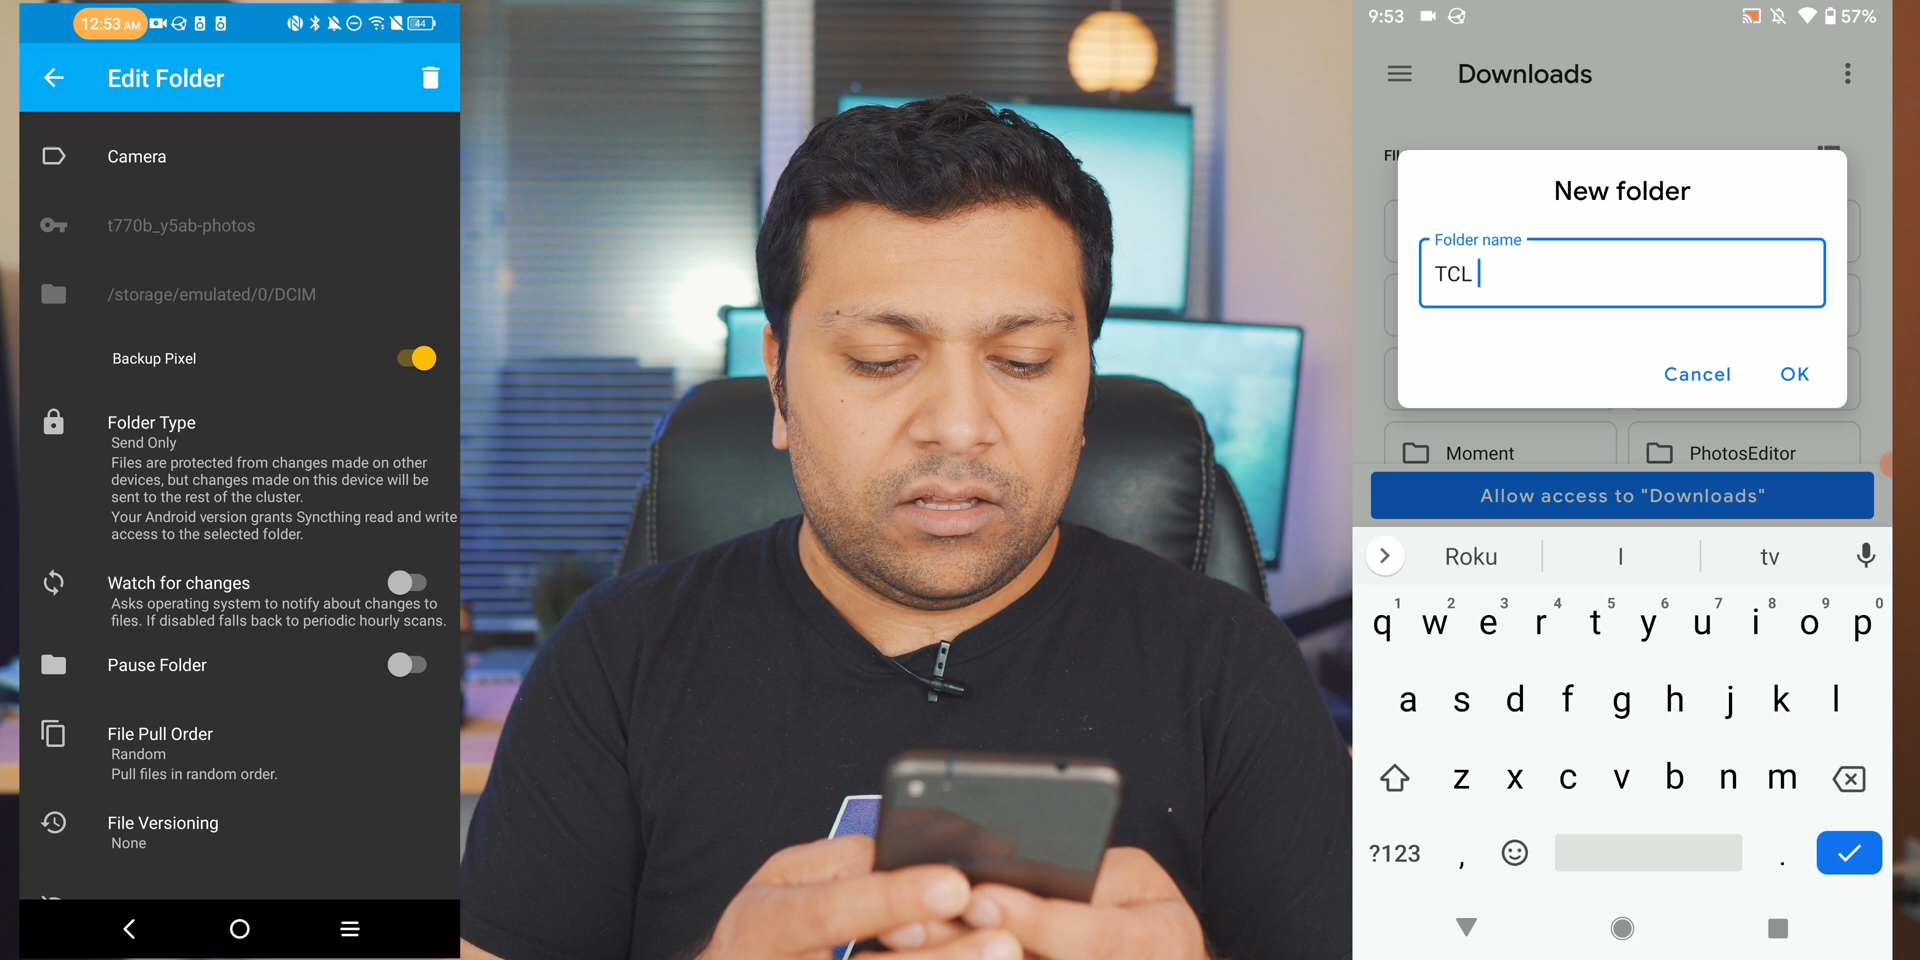 12:53 AM
44
Edit Folder
Camera
t770b_y5ab-photos
/storage/emulated/0/DCIM
Backup Pixel
Folder Type
Send Only
Files are protected from changes made on other
devices, but changes made on this device will be
sent to the rest of the cluster.
Your Android version grants Syncthing read and write
access to the selected folder.
Watch for changes
Asks operating system to notify about changes to
files. If disabled falls back to periodic hourly scans.
Pause Folder
File Pull Order
Random
Pull files in random order.
File Versioning
None
9:53
57%
Downloads
New folder
Folder name
TCL
Cancel OK
Moment PhotosEditor
Allow access to "Downloads"
Roku I tv
1 2 3 4 5 6 7 8 9 0
q w e r t y u i o p
a s d f g h j k l
z x c v b n m
?123 , .